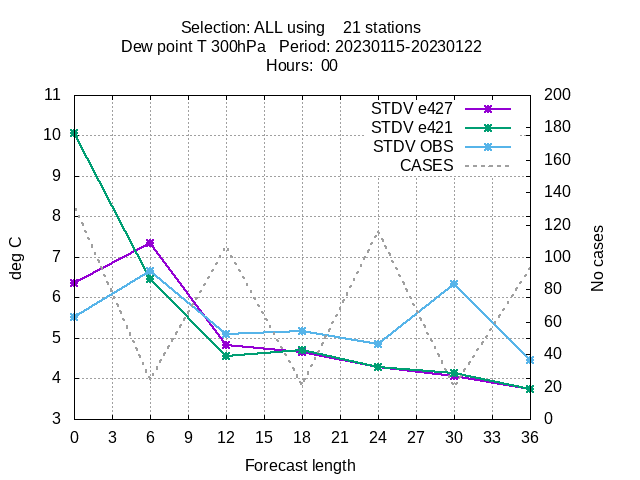 Selection: ALL using    21 stations
Dew point T 300hPa   Period: 20230115-20230122
Hours:  00
11
10
9
8
7
6
5
4
3
deg C
STDV e427
STDV e421
STDV OBS
CASES
200
180
160
140
120
100
80
60
40
20
0
No cases
0 3 6 9 12 15 18 21 24 27 30 33 36
Forecast length